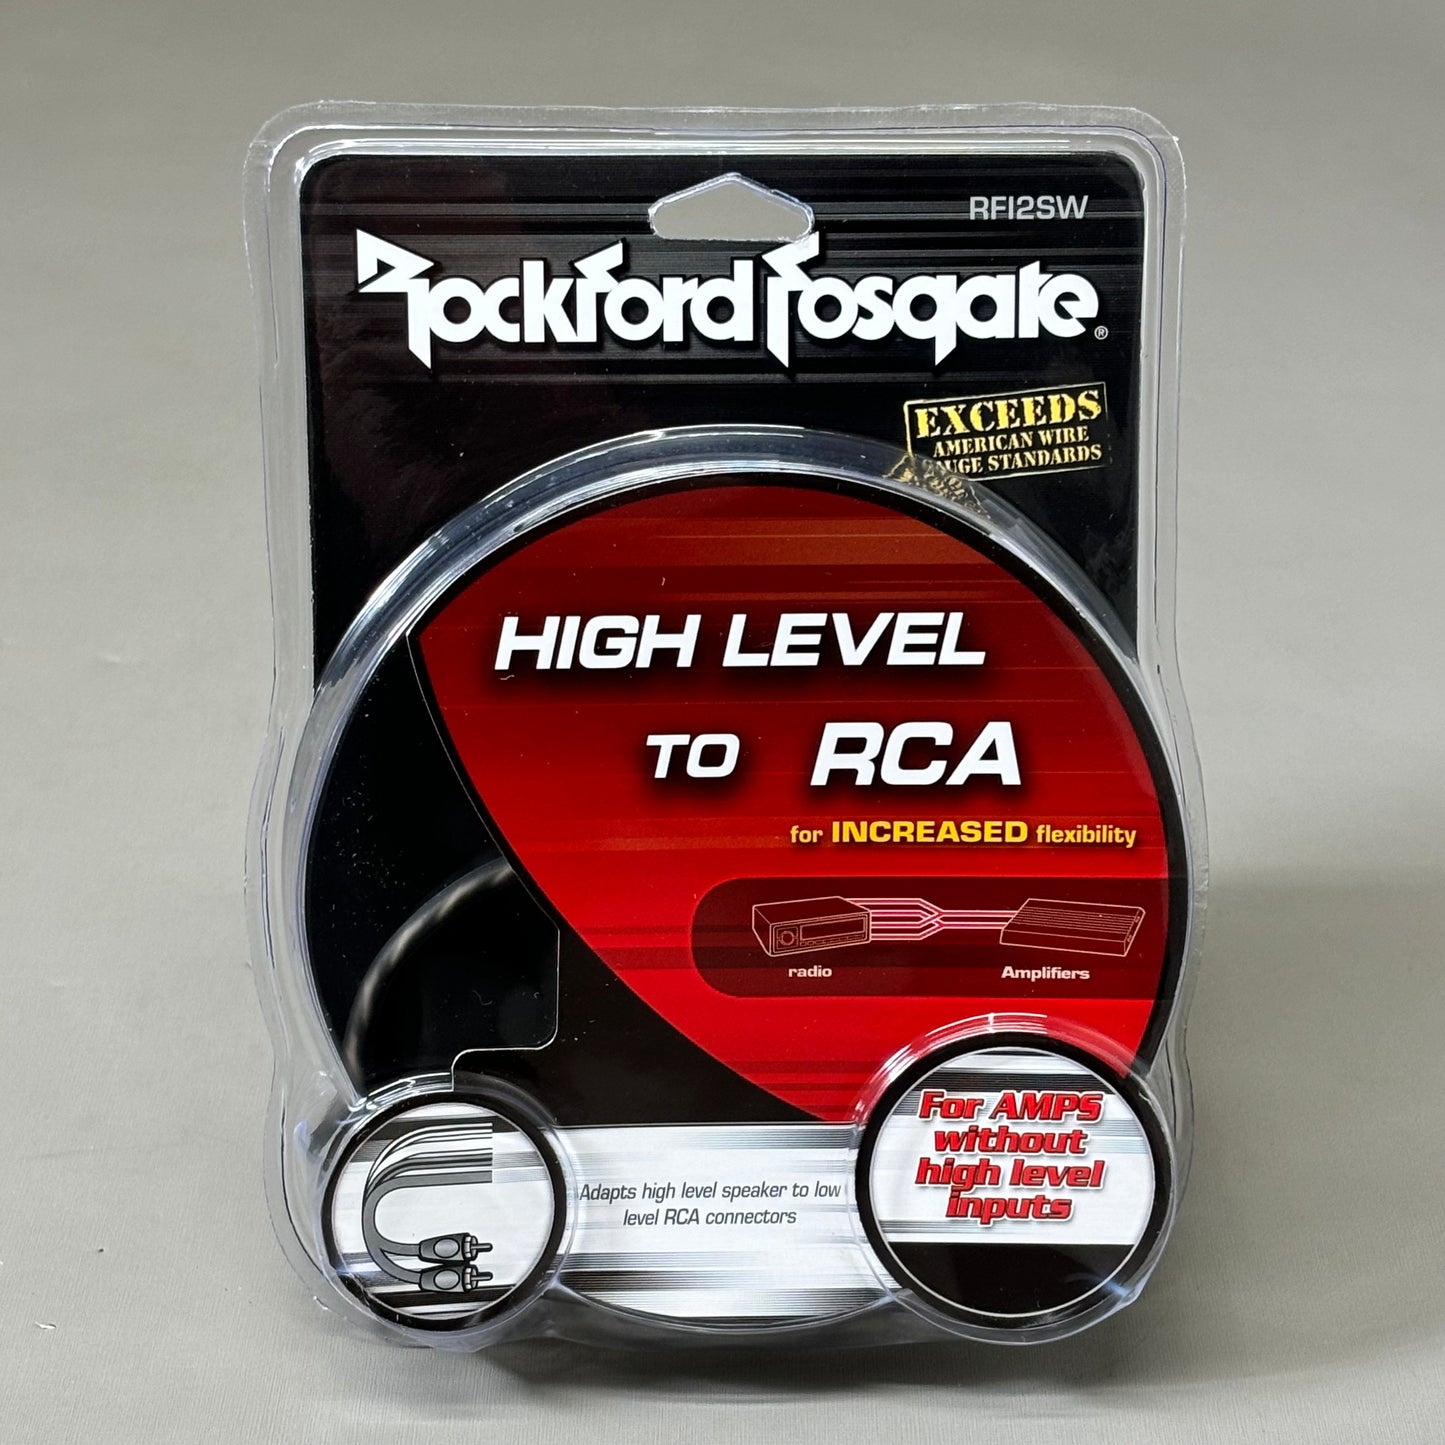 RFI2SW
Rockford Fosgate®
EXCEEDS
AMERICAN WIRE
GAUGE STANDARDS
HIGH LEVEL
TO RCA
for INCREASED flexibility
radio
Amplifiers
For AMPS
without
high level
inputs
Adapts high level speaker to low
level RCA connectors